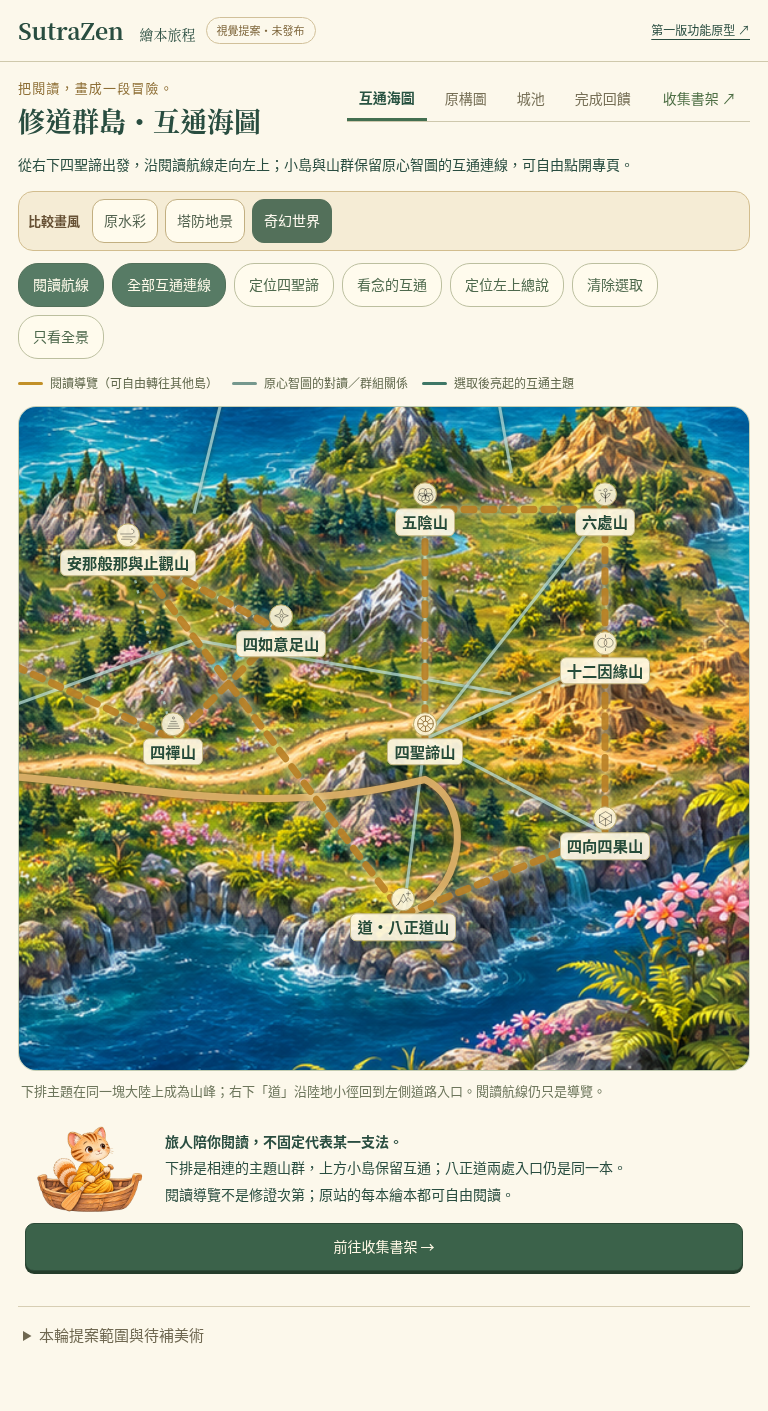 SutraZen 繪本旅程 視覺提案・未發布 第一版功能原型 ↗
把閱讀，畫成一段冒險。
修道群島・互通海圖
互通海圖 原構圖 城池 完成回饋 收集書架 ↗
從右下四聖諦出發，沿閱讀航線走向左上；小島與山群保留原心智圖的互通連線，可自由點開專頁。
比較畫風 原水彩 塔防地景 奇幻世界
閱讀航線 全部互通連線 定位四聖諦 看念的互通 定位左上總說 清除選取
只看全景
閱讀導覽（可自由轉往其他島） 原心智圖的對讀／群組關係 選取後亮起的互通主題
五陰山 六處山
安那般那與止觀山
四如意足山
十二因緣山
四禪山 四聖諦山
四向四果山
道・八正道山
下排主題在同一塊大陸上成為山峰；右下「道」沿陸地小徑回到左側道路入口。閱讀航線仍只是導覽。
旅人陪你閱讀，不固定代表某一支法。
下排是相連的主題山群，上方小島保留互通；八正道兩處入口仍是同一本。
閱讀導覽不是修證次第；原站的每本繪本都可自由閱讀。
前往收集書架 →
▶ 本輪提案範圍與待補美術